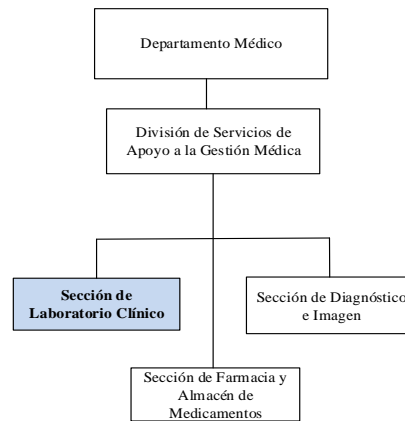 Departamento Médico
División de Servicios de
Apoyo a la Gestión Médica
Sección de
Laboratorio Clínico
Sección de Diagnóstico
e Imagen
Sección de Farmacia y
Almacén de
Medicamentos